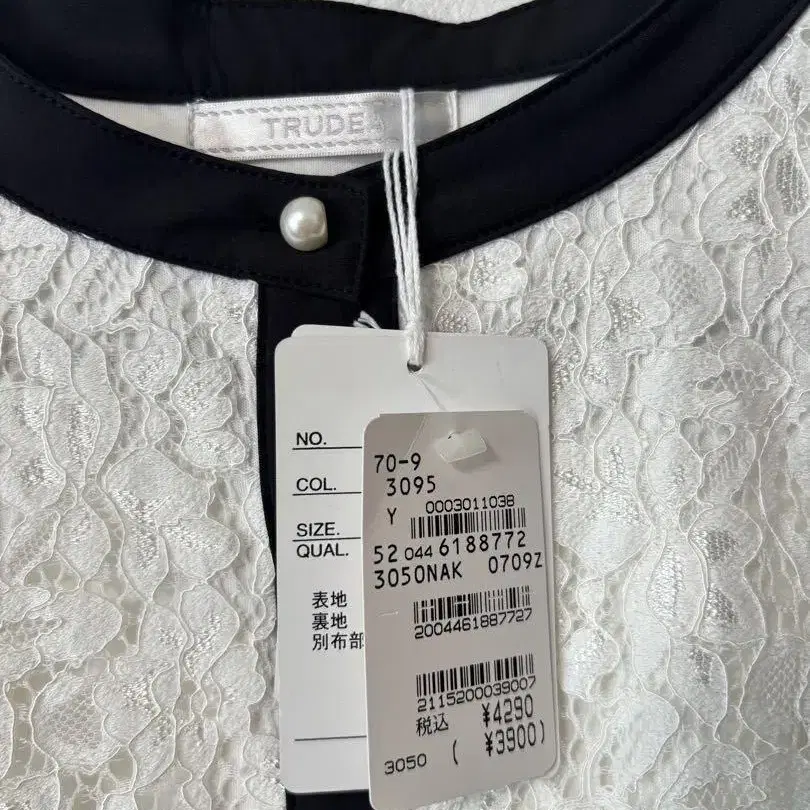 TRUDE
NO.
COL.
SIZE.
QUAL.
表地
裏地
別布部
70-9
3095
Y 0003011038
52 044 6188772
3050NAK 0709Z
2004461887727
2115200039007
税込 ¥4290
3050 ( ¥3900)